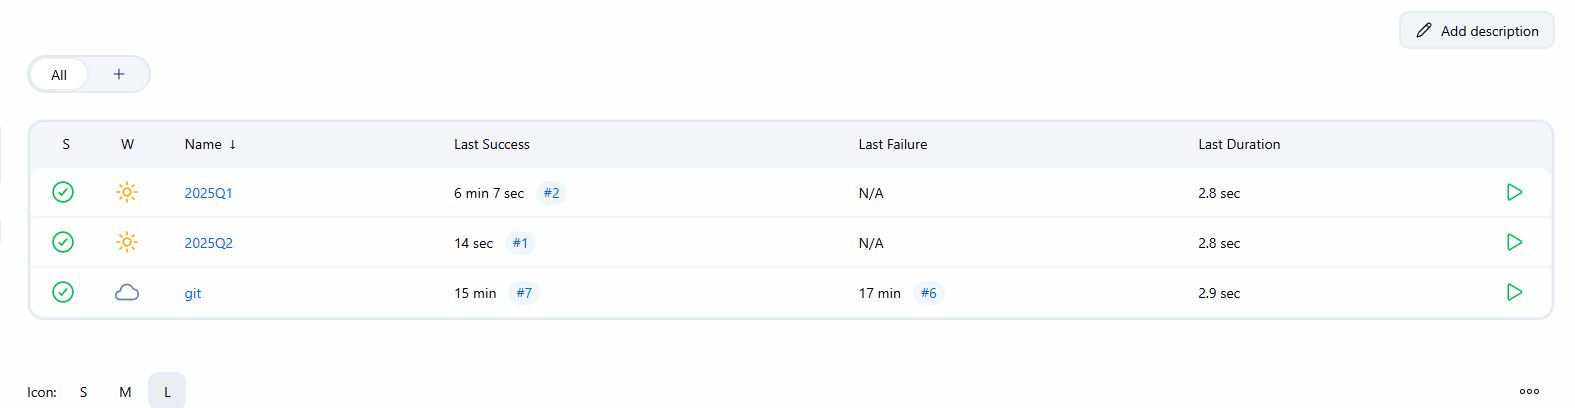 Add description
All +
S W Name ↓ Last Success Last Failure Last Duration
2025Q1 6 min 7 sec #2 N/A 2.8 sec
2025Q2 14 sec #1 N/A 2.8 sec
git 15 min #7 17 min #6 2.9 sec
Icon: S M L